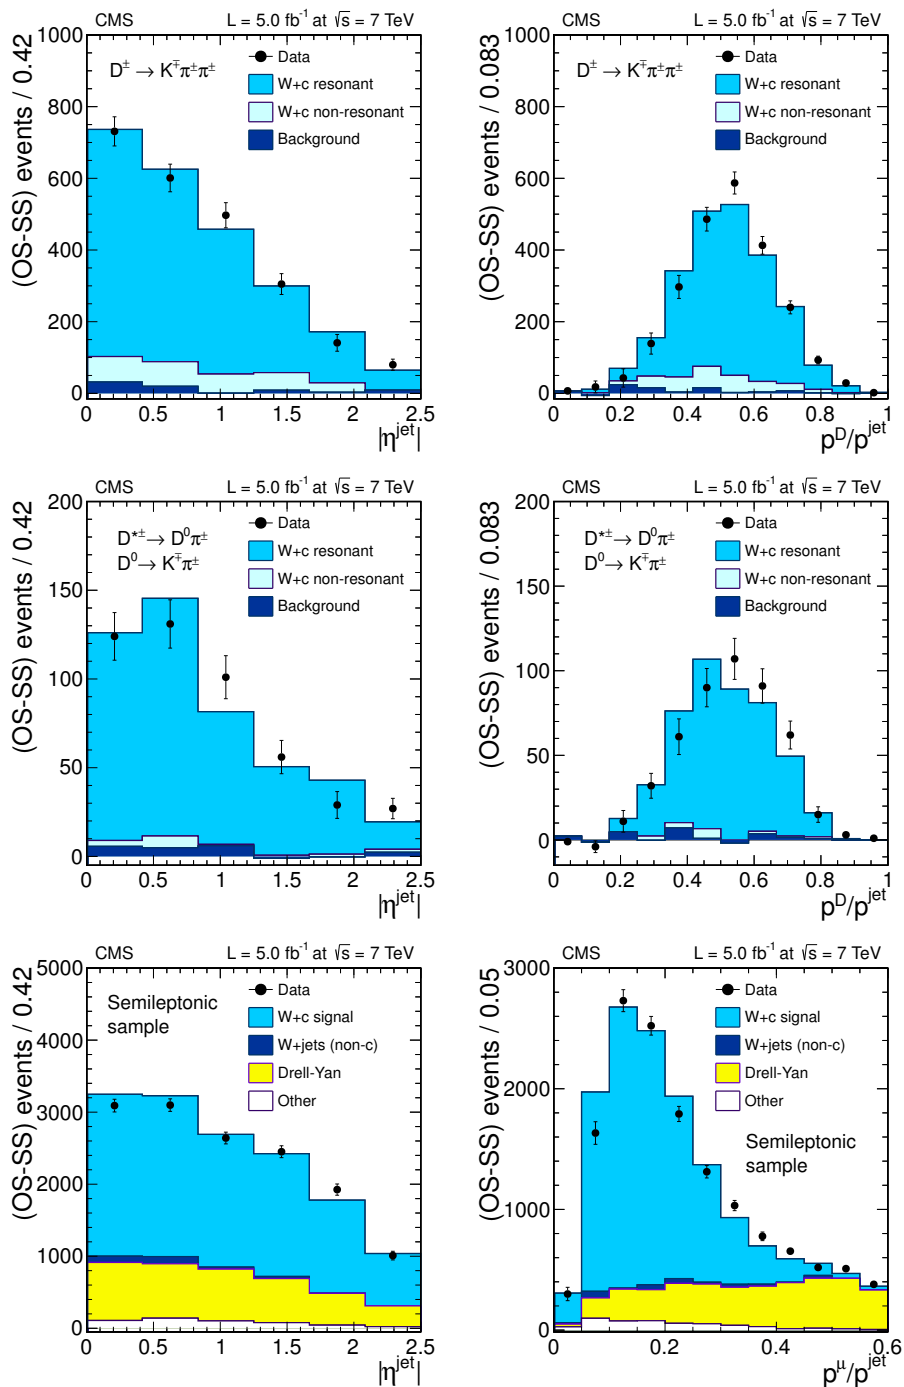 CMS L = 5.0 fb⁻¹ at √s = 7 TeV
(OS-SS) events / 0.42
1000
800
600
400
200
0
D± → K∓π±π±
Data
W+c resonant
W+c non-resonant
Background
0 0.5 1 1.5 2 2.5
|η^jet|
CMS L = 5.0 fb⁻¹ at √s = 7 TeV
(OS-SS) events / 0.083
1000
800
600
400
200
0
D± → K∓π±π±
Data
W+c resonant
W+c non-resonant
Background
0 0.2 0.4 0.6 0.8 1
p^D/p^jet
CMS L = 5.0 fb⁻¹ at √s = 7 TeV
(OS-SS) events / 0.42
200
150
100
50
0
D*± → D⁰π±
D⁰ → K∓π±
Data
W+c resonant
W+c non-resonant
Background
0 0.5 1 1.5 2 2.5
|η^jet|
CMS L = 5.0 fb⁻¹ at √s = 7 TeV
(OS-SS) events / 0.083
200
150
100
50
0
D*± → D⁰π±
D⁰ → K∓π±
Data
W+c resonant
W+c non-resonant
Background
0 0.2 0.4 0.6 0.8 1
p^D/p^jet
CMS L = 5.0 fb⁻¹ at √s = 7 TeV
(OS-SS) events / 0.42
5000
4000
3000
2000
1000
0
Semileptonic
sample
Data
W+c signal
W+jets (non-c)
Drell-Yan
Other
0 0.5 1 1.5 2 2.5
|η^jet|
CMS L = 5.0 fb⁻¹ at √s = 7 TeV
(OS-SS) events / 0.05
3000
2000
1000
0
Data
W+c signal
W+jets (non-c)
Drell-Yan
Other
Semileptonic
sample
0 0.2 0.4 0.6
p^μ/p^jet